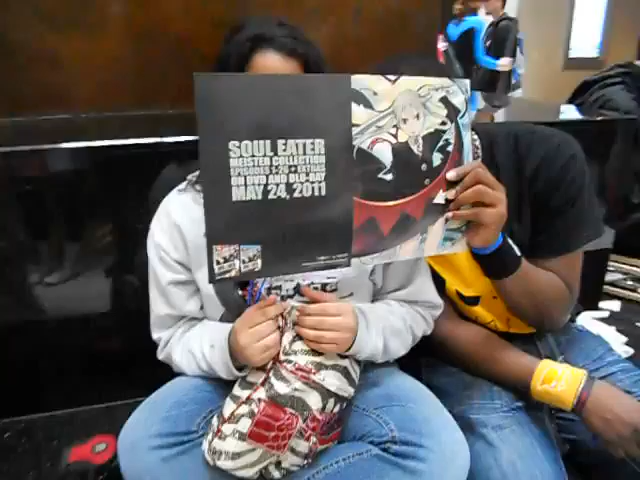 SOUL EATER
MEISTER COLLECTION
EPISODES 1-26 + EXTRAS
ON DVD AND BLU-RAY
MAY 24, 2011